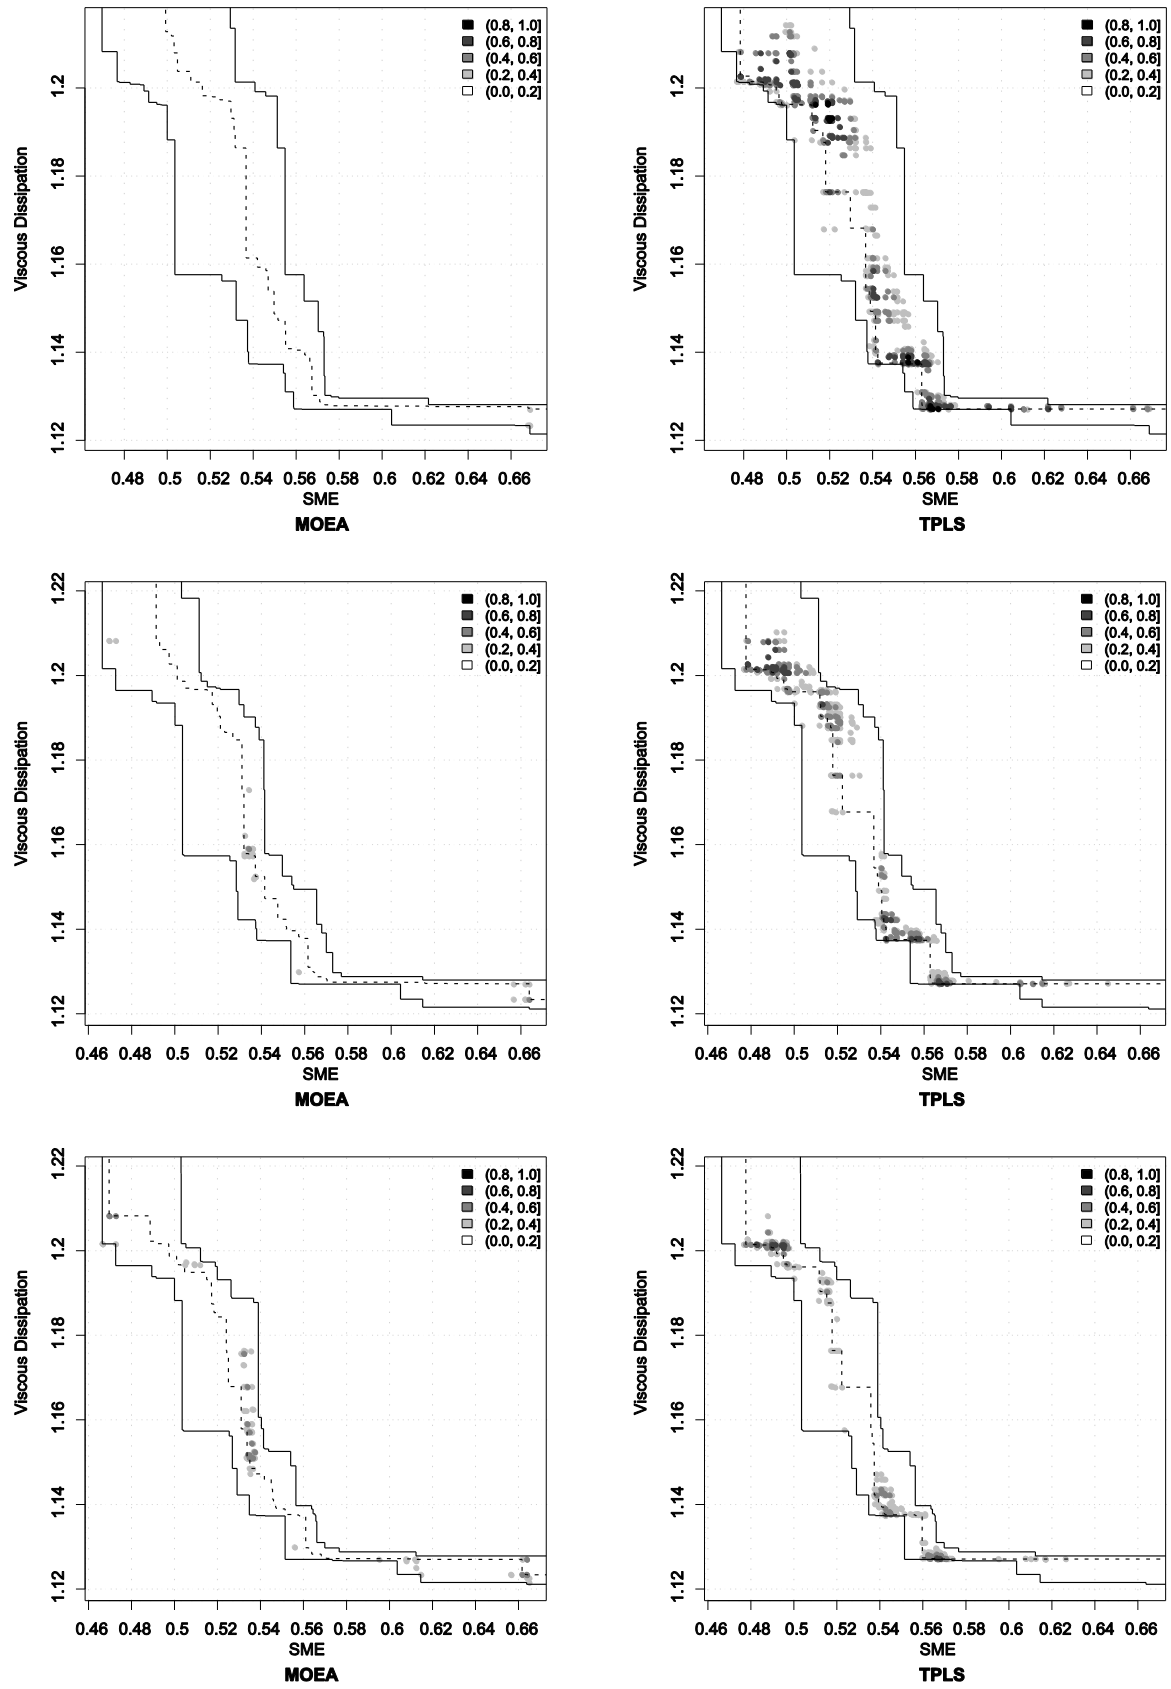 (0.8, 1.0]
(0.6, 0.8]
(0.4, 0.6]
(0.2, 0.4]
(0.0, 0.2]
Viscous Dissipation
1.12 1.14 1.16 1.18 1.2
0.48 0.5 0.52 0.54 0.56 0.58 0.6 0.62 0.64 0.66
SME
MOEA
(0.8, 1.0]
(0.6, 0.8]
(0.4, 0.6]
(0.2, 0.4]
(0.0, 0.2]
Viscous Dissipation
1.12 1.14 1.16 1.18 1.2
0.48 0.5 0.52 0.54 0.56 0.58 0.6 0.62 0.64 0.66
SME
TPLS
(0.8, 1.0]
(0.6, 0.8]
(0.4, 0.6]
(0.2, 0.4]
(0.0, 0.2]
Viscous Dissipation
1.12 1.14 1.16 1.18 1.2 1.22
0.46 0.48 0.5 0.52 0.54 0.56 0.58 0.6 0.62 0.64 0.66
SME
MOEA
(0.8, 1.0]
(0.6, 0.8]
(0.4, 0.6]
(0.2, 0.4]
(0.0, 0.2]
Viscous Dissipation
1.12 1.14 1.16 1.18 1.2 1.22
0.46 0.48 0.5 0.52 0.54 0.56 0.58 0.6 0.62 0.64 0.66
SME
TPLS
(0.8, 1.0]
(0.6, 0.8]
(0.4, 0.6]
(0.2, 0.4]
(0.0, 0.2]
Viscous Dissipation
1.12 1.14 1.16 1.18 1.2 1.22
0.46 0.48 0.5 0.52 0.54 0.56 0.58 0.6 0.62 0.64 0.66
SME
MOEA
(0.8, 1.0]
(0.6, 0.8]
(0.4, 0.6]
(0.2, 0.4]
(0.0, 0.2]
Viscous Dissipation
1.12 1.14 1.16 1.18 1.2 1.22
0.46 0.48 0.5 0.52 0.54 0.56 0.58 0.6 0.62 0.64 0.66
SME
TPLS